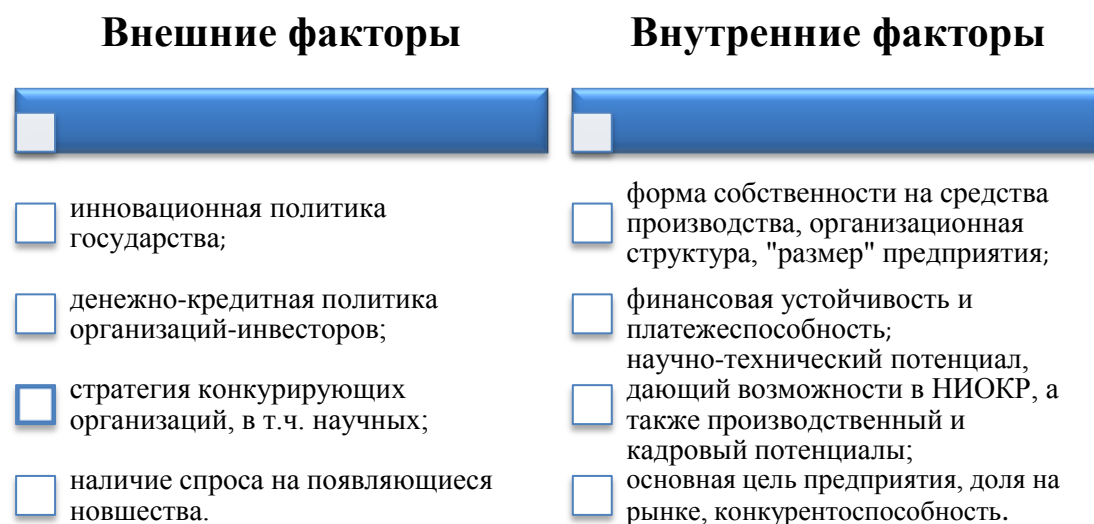 Внешние факторы
инновационная политика
государства;
денежно-кредитная политика
организаций-инвесторов;
стратегия конкурирующих
организаций, в т.ч. научных;
наличие спроса на появляющиеся
новшества.
Внутренние факторы
форма собственности на средства
производства, организационная
структура, "размер" предприятия;
финансовая устойчивость и
платежеспособность;
научно-технический потенциал,
дающий возможности в НИОКР, а
также производственный и
кадровый потенциалы;
основная цель предприятия, доля на
рынке, конкурентоспособность.